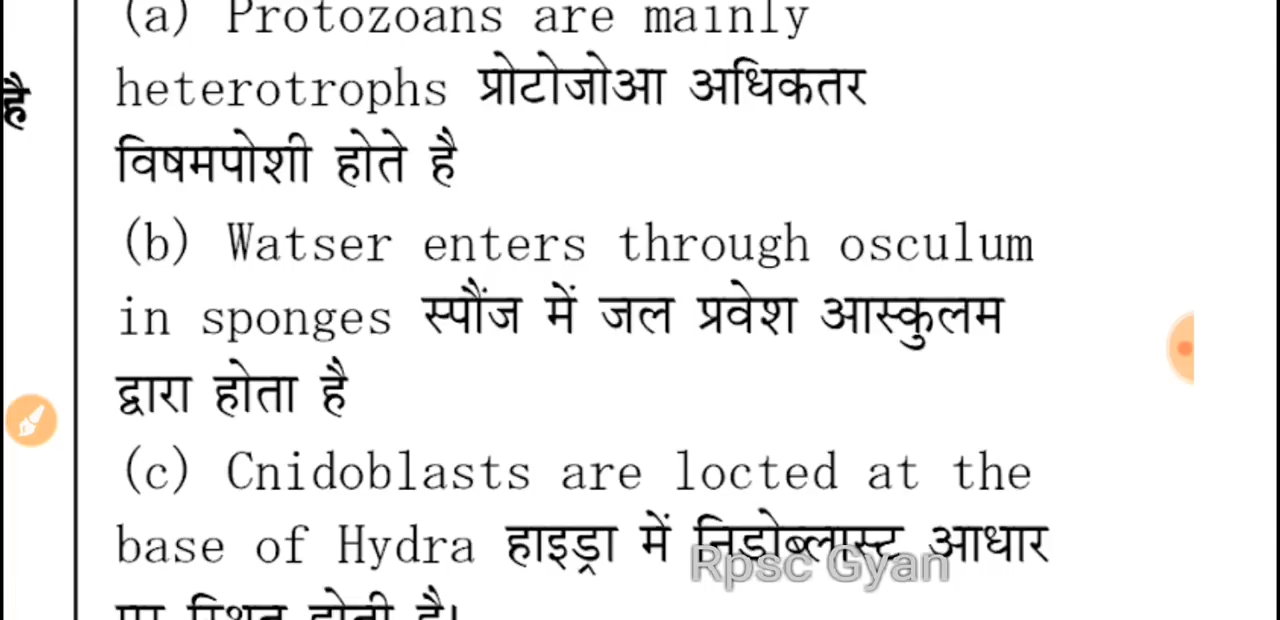 है
(a) Protozoans are mainly
heterotrophs प्रोटोजोआ अधिकतर
विषमपोशी होते है
(b) Watser enters through osculum
in sponges स्पौंज में जल प्रवेश आस्कुलम
द्वारा होता है
(c) Cnidoblasts are locted at the
base of Hydra हाइड्रा में निडोब्लास्ट आधार
Rpsc Gyan
पर स्थित होती है।